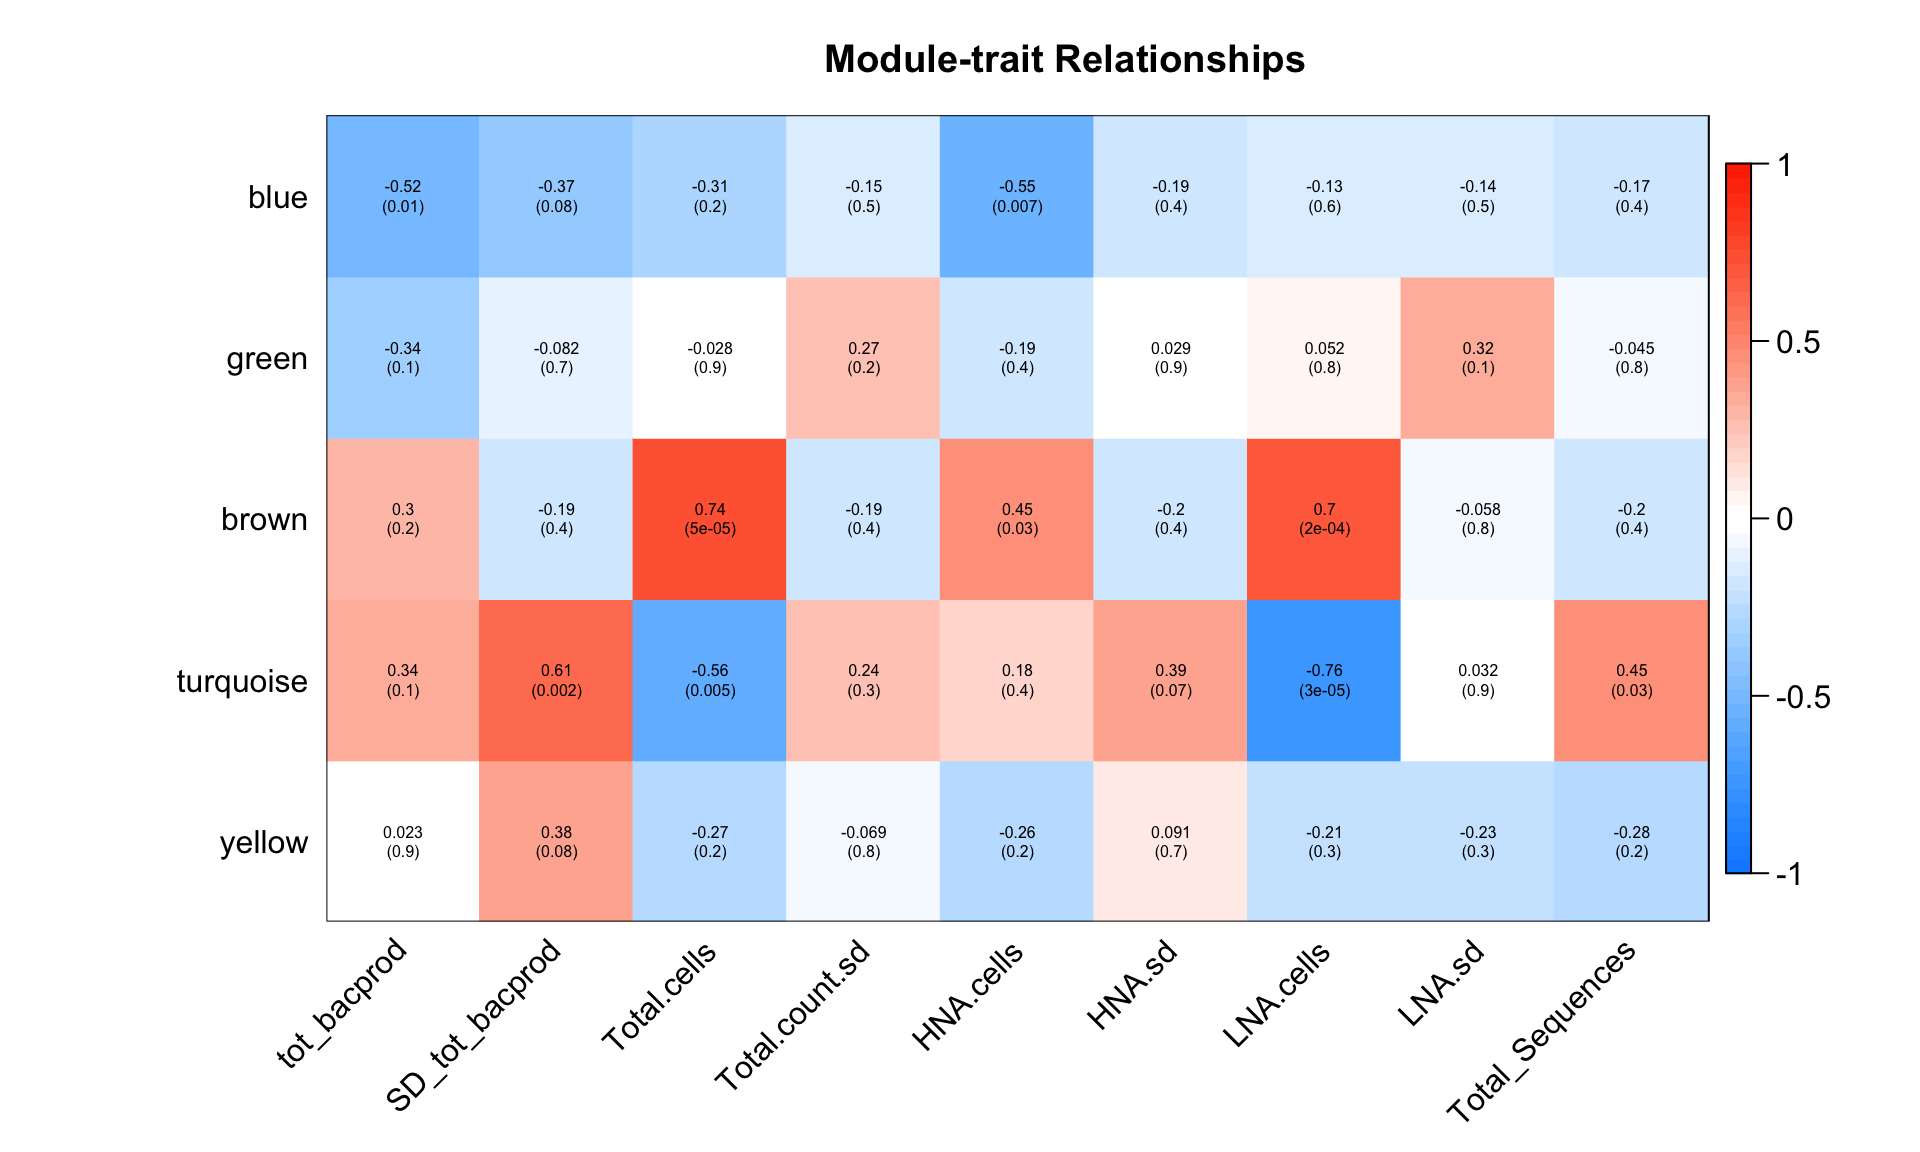 Module-trait Relationships
blue
-0.52 -0.37 -0.31 -0.15 -0.55 -0.19 -0.13 -0.14 -0.17
(0.01) (0.08) (0.2) (0.5) (0.007) (0.4) (0.6) (0.5) (0.4)
green
-0.34 -0.082 -0.028 0.27 -0.19 0.029 0.052 0.32 -0.045
(0.1) (0.7) (0.9) (0.2) (0.4) (0.9) (0.8) (0.1) (0.8)
brown
0.3 -0.19 0.74 -0.19 0.45 -0.2 0.7 -0.058 -0.2
(0.2) (0.4) (5e-05) (0.4) (0.03) (0.4) (2e-04) (0.8) (0.4)
turquoise
0.34 0.61 -0.56 0.24 0.18 0.39 -0.76 0.032 0.45
(0.1) (0.002) (0.005) (0.3) (0.4) (0.07) (3e-05) (0.9) (0.03)
yellow
0.023 0.38 -0.27 -0.069 -0.26 0.091 -0.21 -0.23 -0.28
(0.9) (0.08) (0.2) (0.8) (0.2) (0.7) (0.3) (0.3) (0.2)
tot_bacprod
SD_tot_bacprod
Total.cells
Total.count.sd
HNA.cells
HNA.sd
LNA.cells
LNA.sd
Total_Sequences
1
0.5
0
-0.5
-1